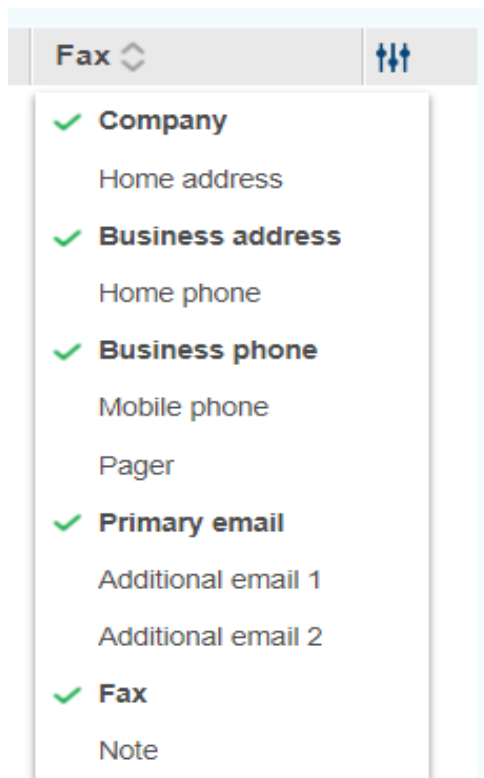 Fax
Company
Home address
Business address
Home phone
Business phone
Mobile phone
Pager
Primary email
Additional email 1
Additional email 2
Fax
Note